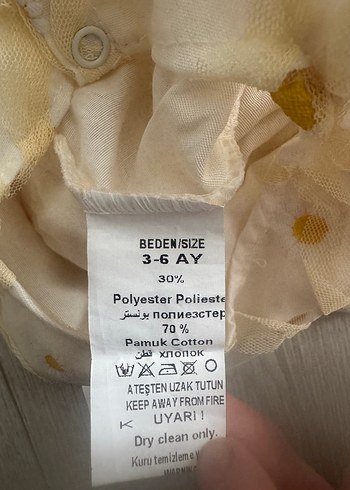 BEDEN/SIZE
3-6 AY
30%
Polyester Polieste
بولستر полиэстер
70 %
Pamuk Cotton
قطن хлопок
ATEŞTEN UZAK TUTUN
KEEP AWAY FROM FIRE
UYARI !
Dry clean only.
Kuru temizleme